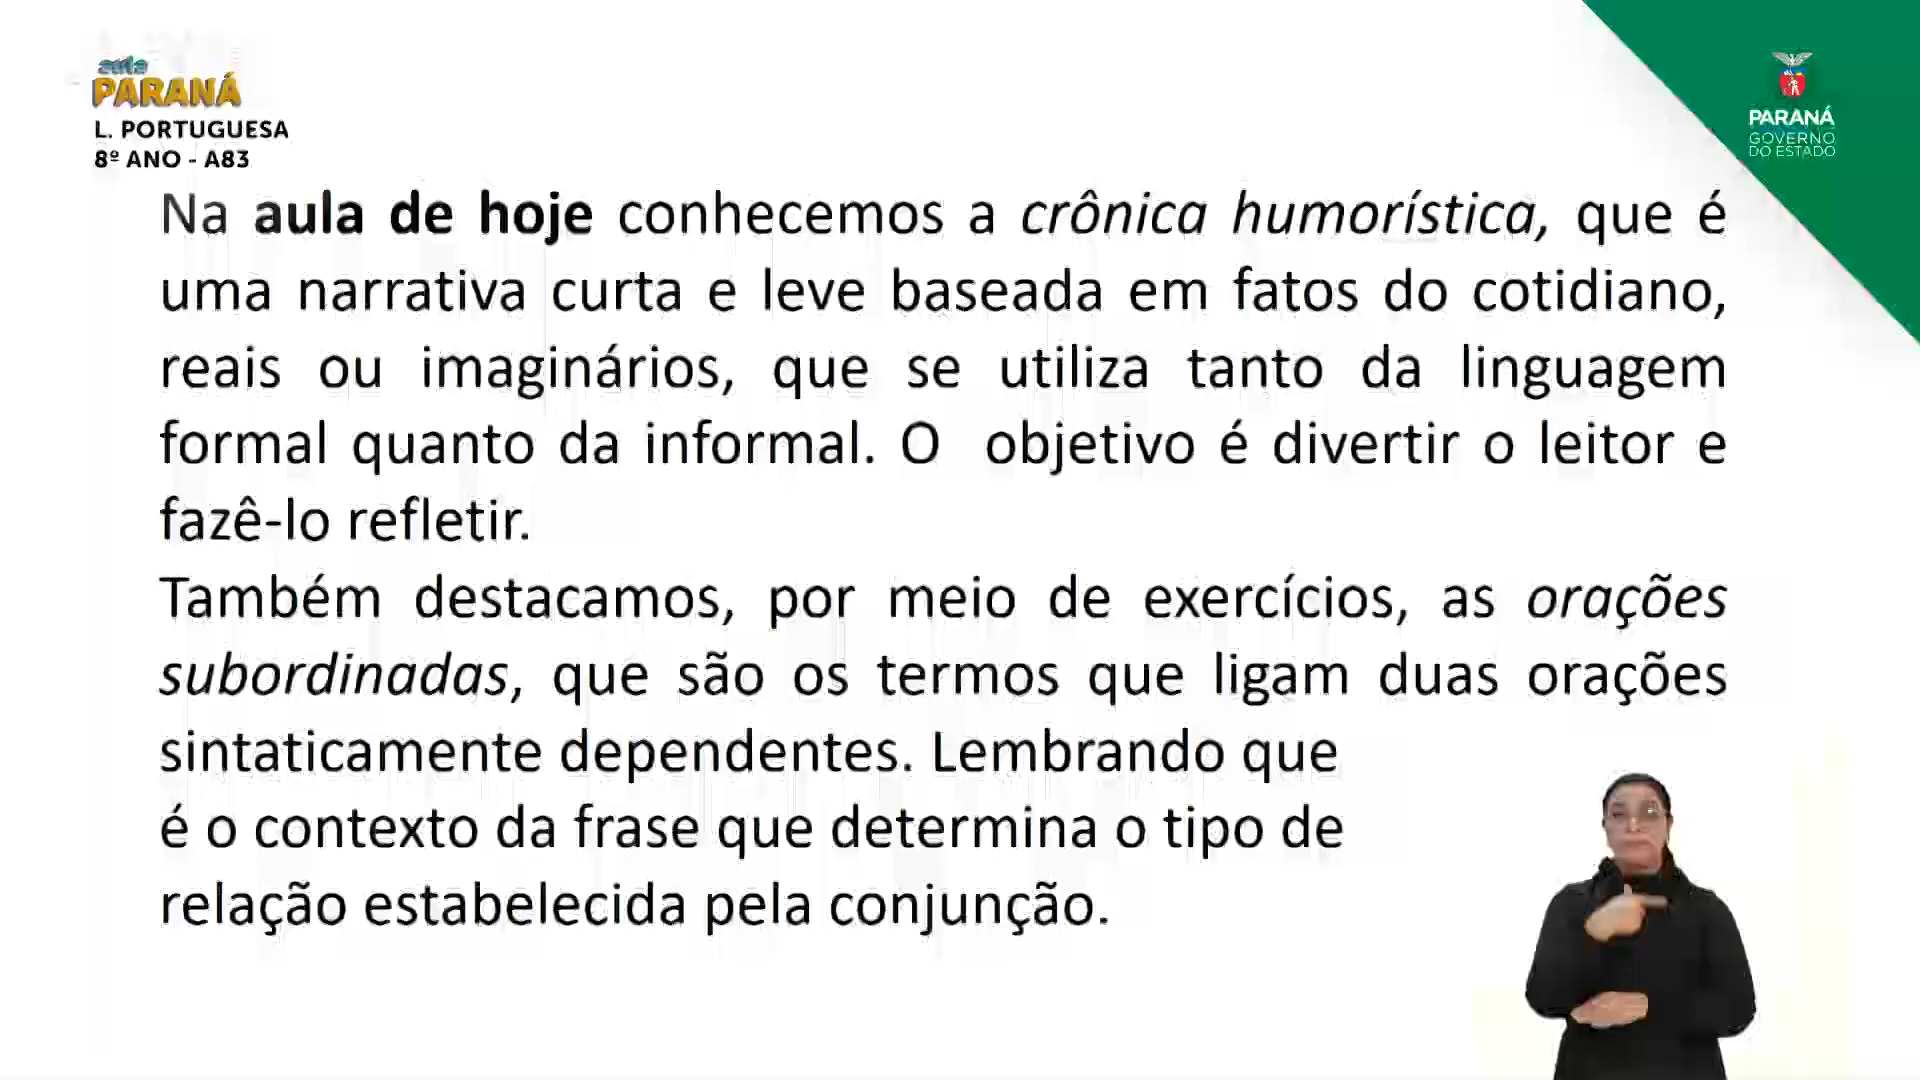 aula
PARANÁ
L. PORTUGUESA
8º ANO - A83
PARANÁ
GOVERNO
DO ESTADO
Na aula de hoje conhecemos a crônica humorística, que é
uma narrativa curta e leve baseada em fatos do cotidiano,
reais ou imaginários, que se utiliza tanto da linguagem
formal quanto da informal. O objetivo é divertir o leitor e
fazê-lo refletir.
Também destacamos, por meio de exercícios, as orações
subordinadas, que são os termos que ligam duas orações
sintaticamente dependentes. Lembrando que
é o contexto da frase que determina o tipo de
relação estabelecida pela conjunção.